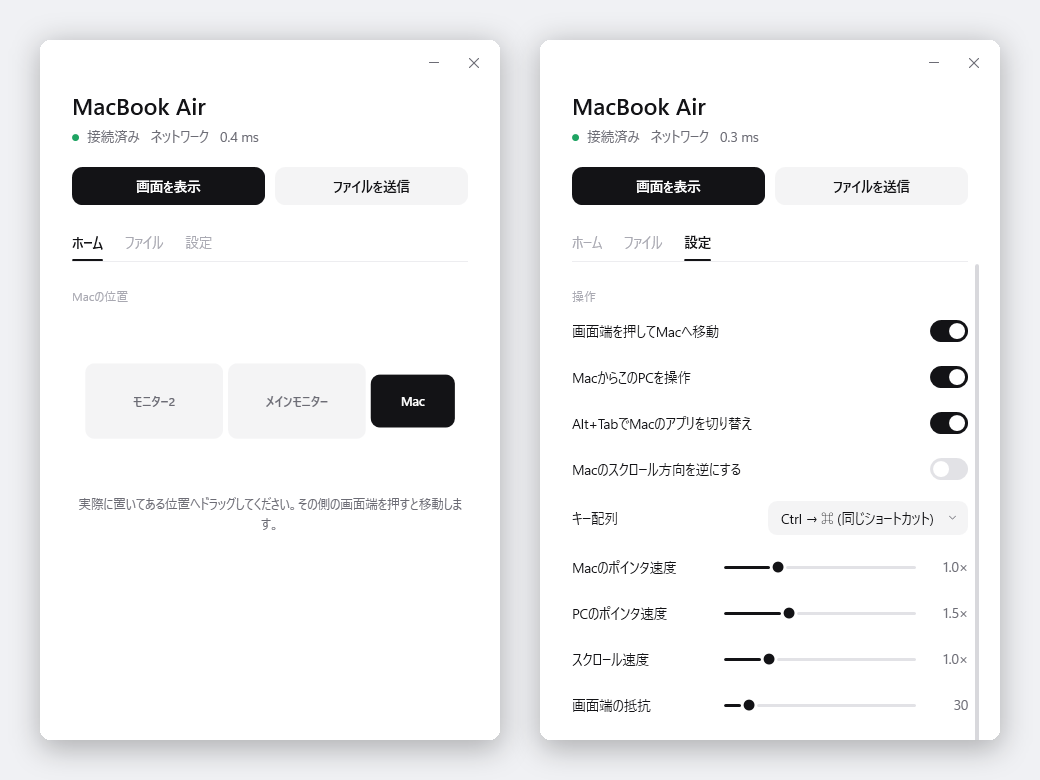 MacBook Air
接続済み ネットワーク 0.4 ms
画面を表示 ファイルを送信
ホーム ファイル 設定
Macの位置
モニター2 メインモニター Mac
実際に置いてある位置へドラッグしてください。その側の画面端を押すと移動しま
す。
MacBook Air
接続済み ネットワーク 0.3 ms
画面を表示 ファイルを送信
ホーム ファイル 設定
操作
画面端を押してMacへ移動
MacからこのPCを操作
Alt+TabでMacのアプリを切り替え
Macのスクロール方向を逆にする
キー配列 Ctrl → ⌘ (同じショートカット)
Macのポインタ速度 1.0×
PCのポインタ速度 1.5×
スクロール速度 1.0×
画面端の抵抗 30